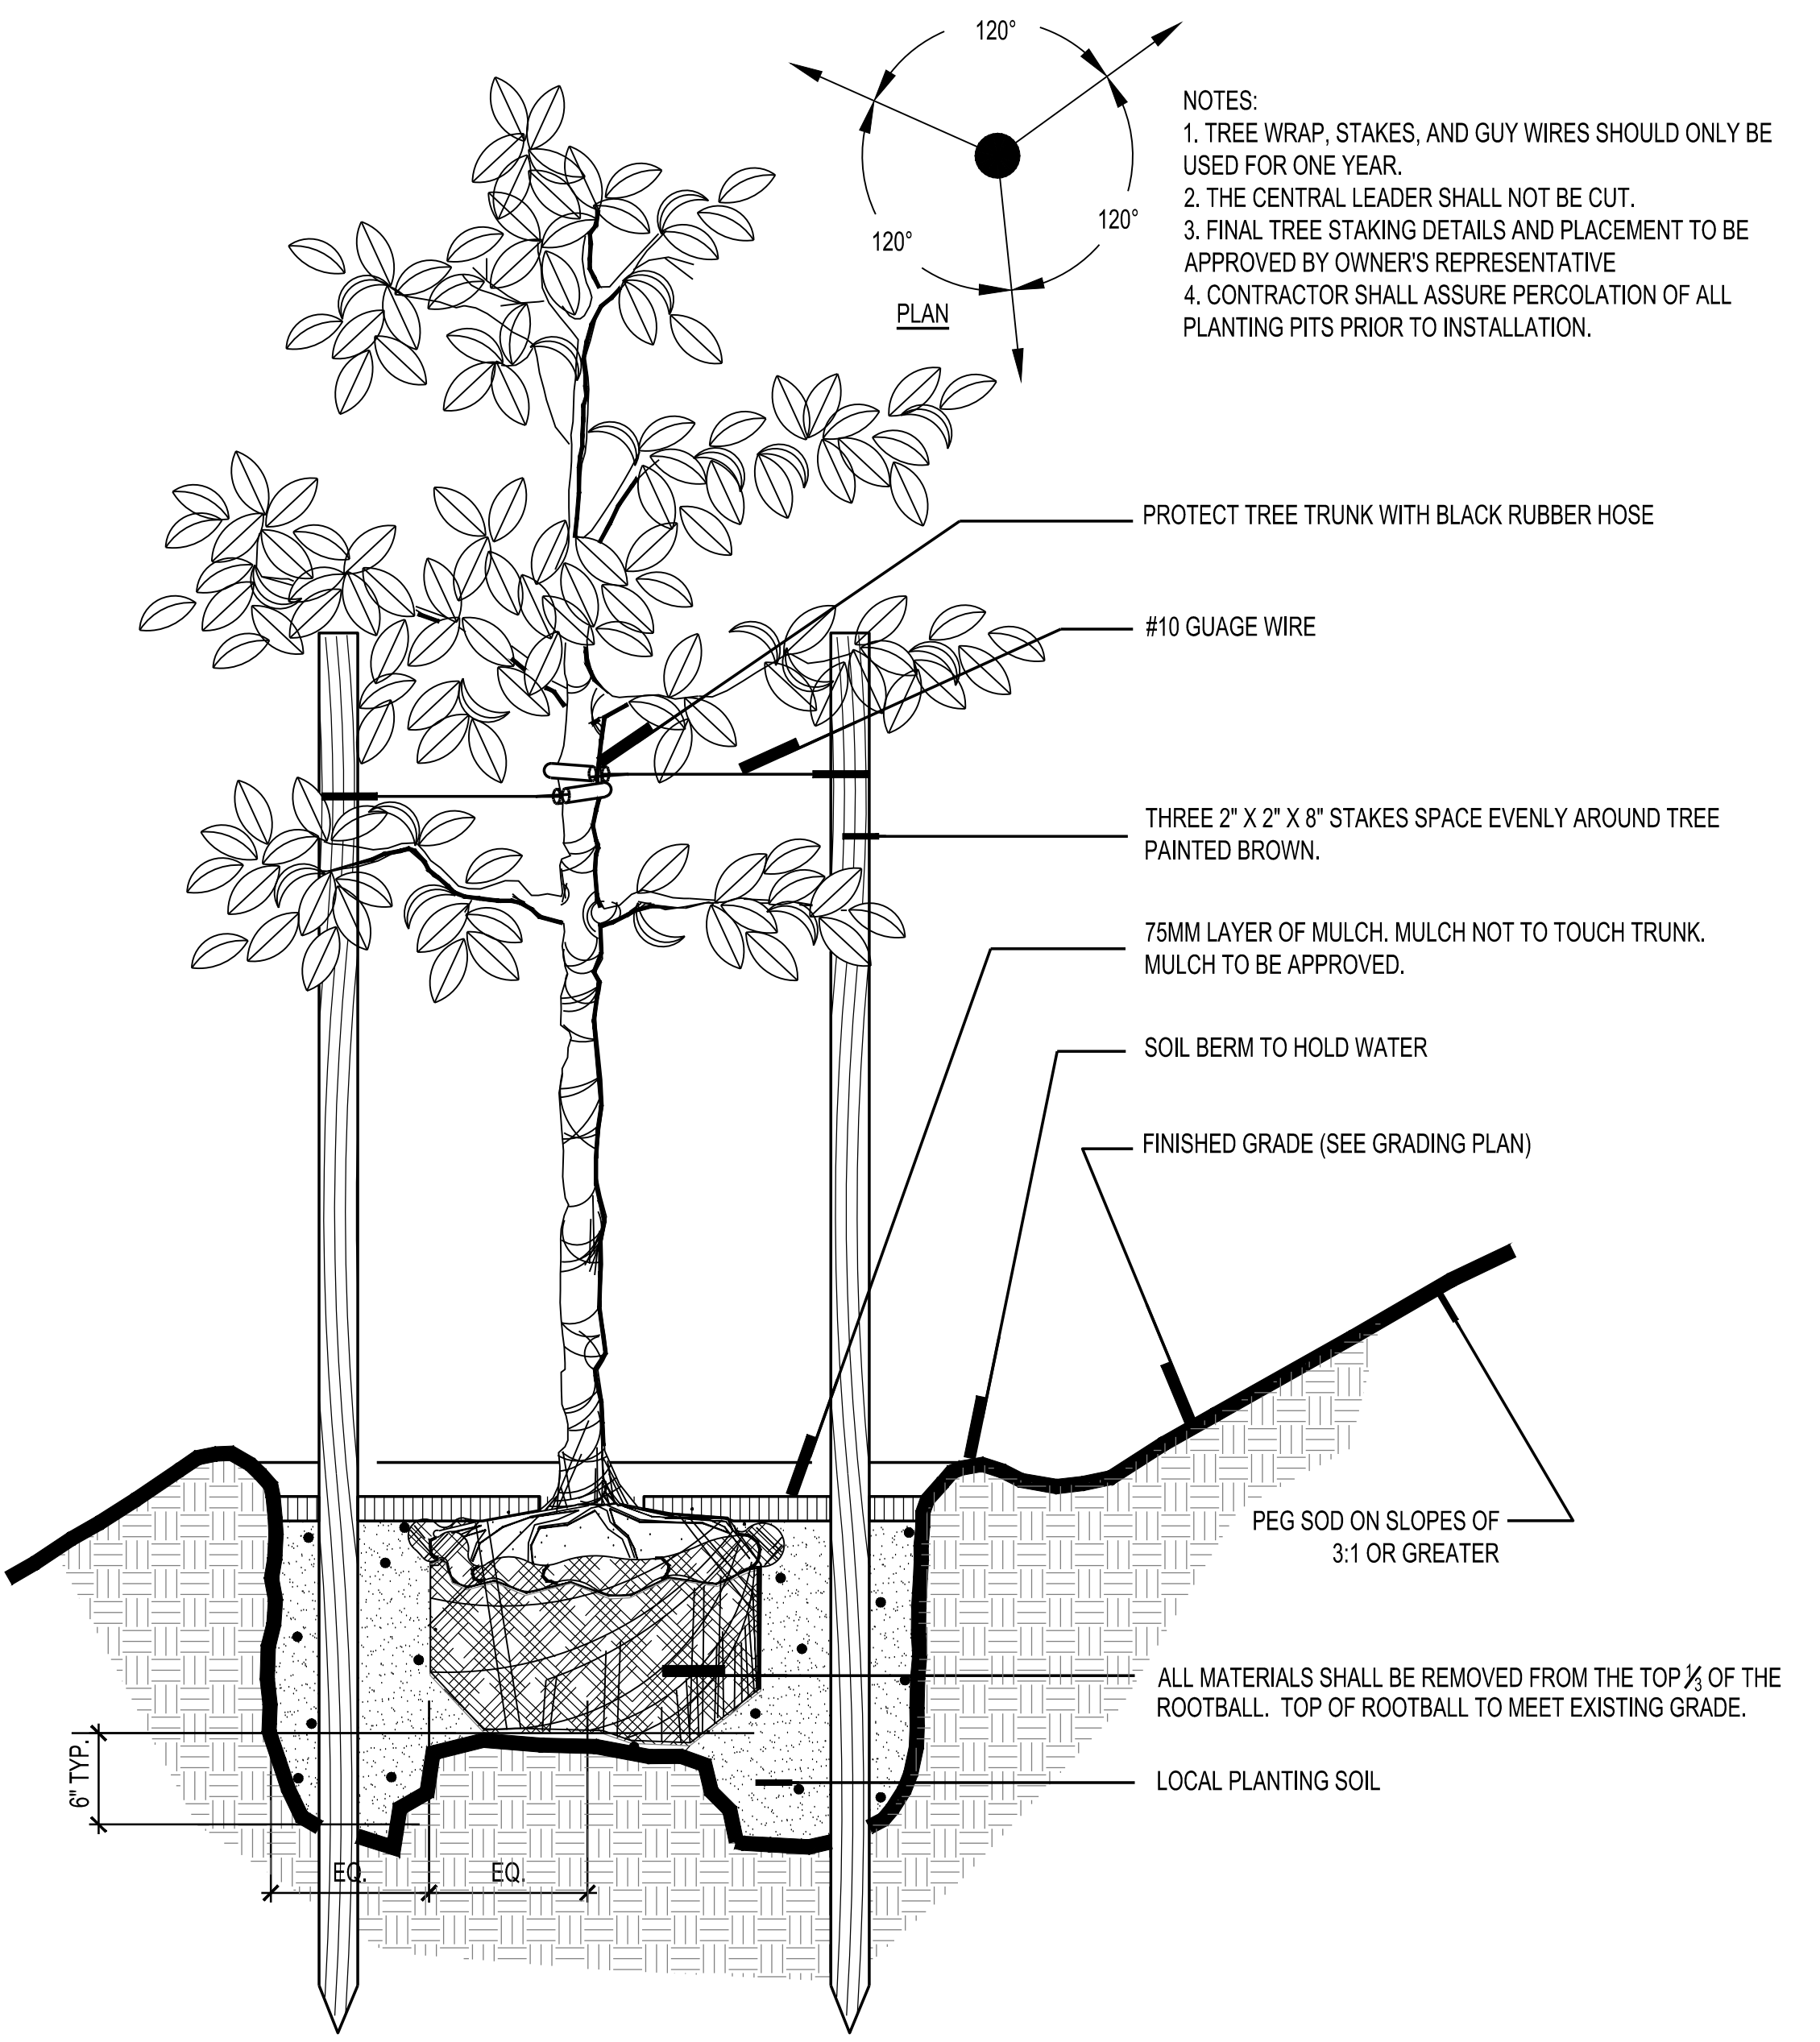 120°
120°
120°
PLAN
NOTES:
1. TREE WRAP, STAKES, AND GUY WIRES SHOULD ONLY BE
USED FOR ONE YEAR.
2. THE CENTRAL LEADER SHALL NOT BE CUT.
3. FINAL TREE STAKING DETAILS AND PLACEMENT TO BE
APPROVED BY OWNER'S REPRESENTATIVE
4. CONTRACTOR SHALL ASSURE PERCOLATION OF ALL
PLANTING PITS PRIOR TO INSTALLATION.
PROTECT TREE TRUNK WITH BLACK RUBBER HOSE
#10 GUAGE WIRE
THREE 2" X 2" X 8" STAKES SPACE EVENLY AROUND TREE
PAINTED BROWN.
75MM LAYER OF MULCH. MULCH NOT TO TOUCH TRUNK.
MULCH TO BE APPROVED.
SOIL BERM TO HOLD WATER
FINISHED GRADE (SEE GRADING PLAN)
PEG SOD ON SLOPES OF
3:1 OR GREATER
ALL MATERIALS SHALL BE REMOVED FROM THE TOP 1/3 OF THE
ROOTBALL. TOP OF ROOTBALL TO MEET EXISTING GRADE.
LOCAL PLANTING SOIL
6" TYP.
EQ.
EQ.